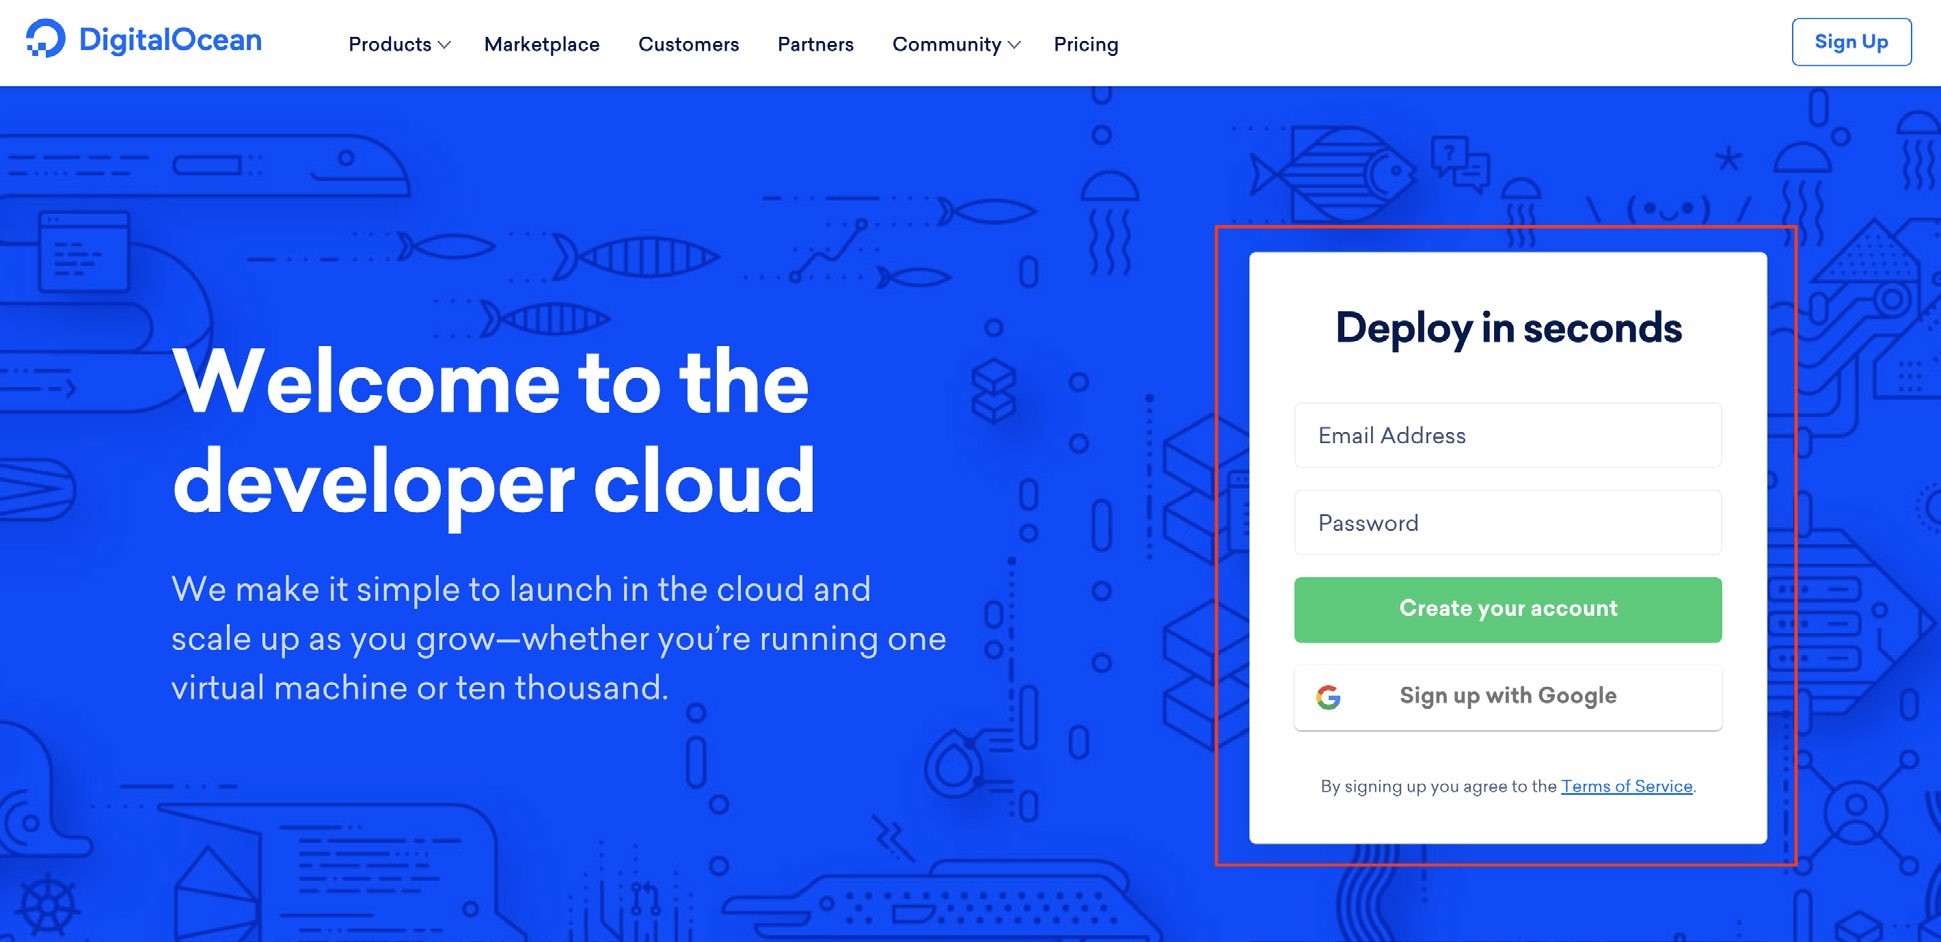 DigitalOcean
Products
Marketplace
Customers
Partners
Community
Pricing
Sign Up
Welcome to the
developer cloud
We make it simple to launch in the cloud and
scale up as you grow—whether you’re running one
virtual machine or ten thousand.
?
Deploy in seconds
Email Address
Password
Create your account
Sign up with Google
By signing up you agree to the Terms of Service.